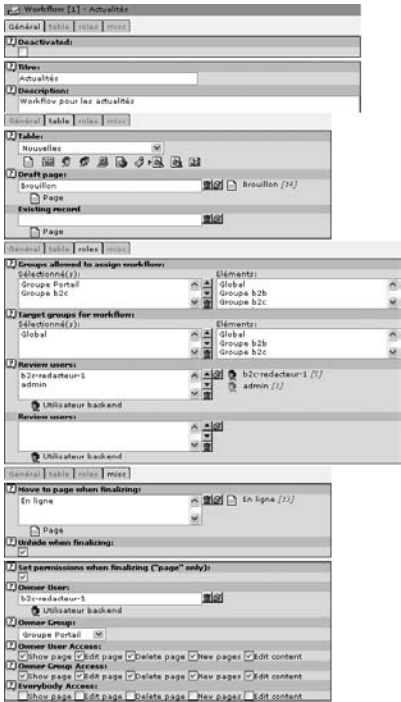 Workflow [1] - Actualités
Général table roles misc
Deactivated:
Titre:
Actualités
Description:
Workflow pour les actualités
Général table roles misc
Table:
Nouvelles
Draft page:
Brouillon Brouillon [14]
Page
Existing record
Page
Général table roles misc
Groups allowed to assign workflow:
Sélectionné(s): Eléments:
Groupe Portail Global
Groupe b2c Groupe b2b
Groupe b2c
Target groups for workflow:
Sélectionné(s): Eléments:
Global Global
Groupe b2b
Groupe b2c
Review users:
b2c-redacteur-1 b2c-redacteur-1 [5]
admin admin [1]
Utilisateur backend
Review users:
Utilisateur backend
Général table roles misc
Move to page when finalizing:
En ligne En ligne [13]
Page
Unhide when finalizing:
Set permissions when finalizing ("page" only):
Owner User:
b2c-redacteur-1
Utilisateur backend
Owner Group:
Groupe Portail
Owner User Access:
Show page Edit page Delete page New pages Edit content
Owner Group Access:
Show page Edit page Delete page New pages Edit content
Everybody Access:
Show page Edit page Delete page New pages Edit content